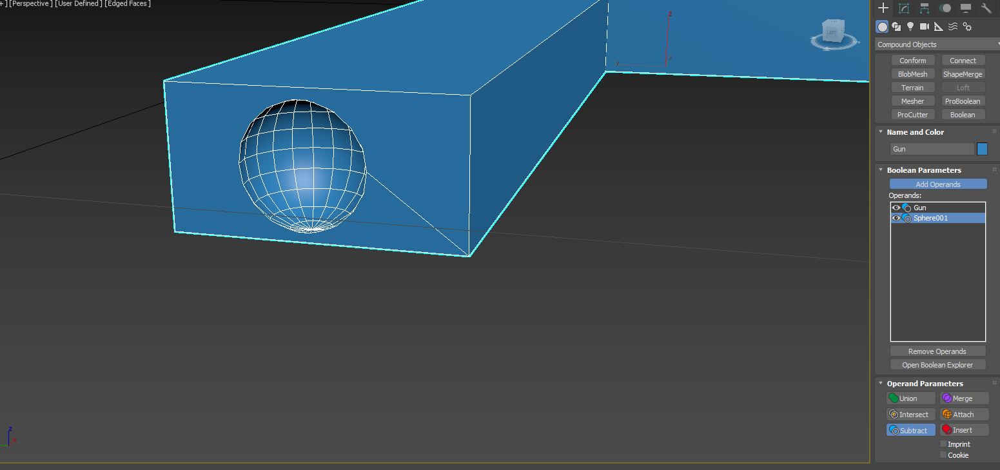 + ] [Perspective ] [User Defined ] [Edged Faces ]
z
y
x
LEFT
z
x
Compound Objects
Conform
Connect
BlobMesh
ShapeMerge
Terrain
Loft
Mesher
ProBoolean
ProCutter
Boolean
Name and Color
Gun
Boolean Parameters
Add Operands
Operands:
Gun
Sphere001
Remove Operands
Open Boolean Explorer
Operand Parameters
Union
Merge
Intersect
Attach
Subtract
Insert
Imprint
Cookie